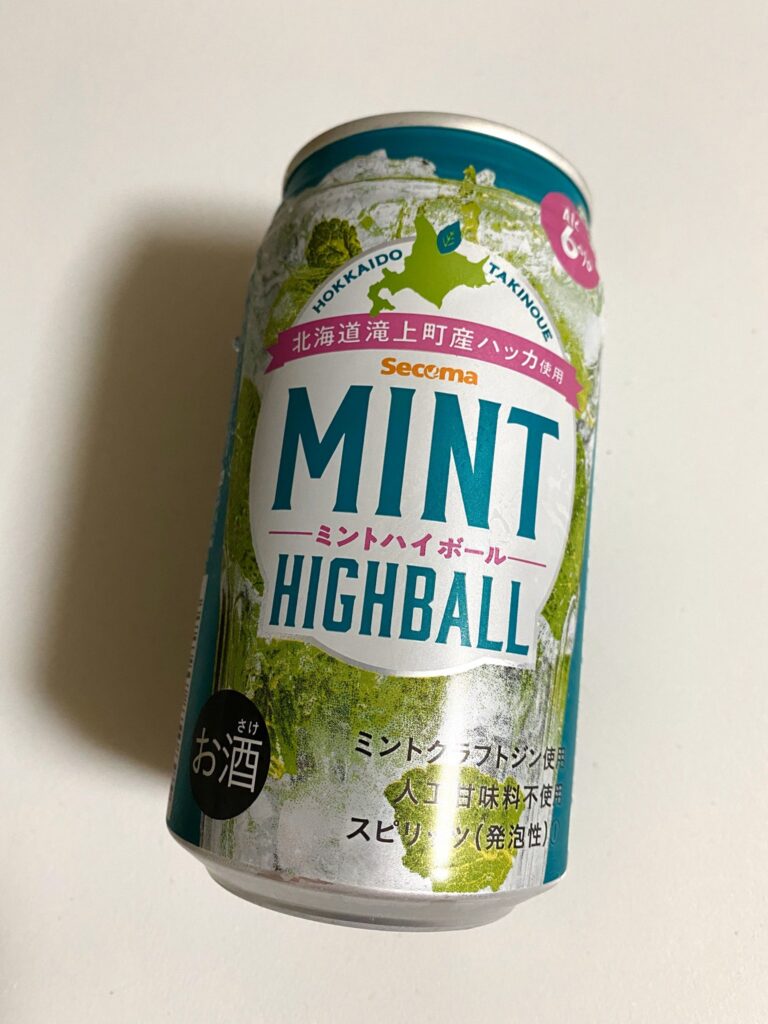 Alc
6%
HOKKAIDO TAKINOUE
北海道滝上町産ハッカ使用
Secoma
MINT
ミントハイボール
HIGHBALL
さけ
お酒
ミントクラフトジン使用
人工甘味料不使用
スピリッツ(発泡性)①